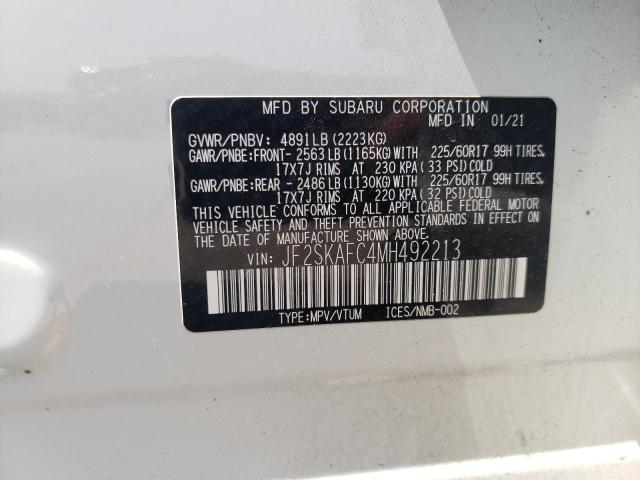 MFD BY SUBARU CORPORATION
MFD IN 01/21
GVWR/PNBV: 4891LB (2223KG)
GAWR/PNBE:FRONT- 2563LB (1165KG)WITH 225/60R17 99H TIRES,
17X7J RIMS AT 230 KPA (33 PSI)COLD
GAWR/PNBE:REAR - 2486LB (1130KG)WITH 225/60R17 99H TIRES,
17X7J RIMS AT 220 KPA (32 PSI)COLD
THIS VEHICLE CONFORMS TO ALL APPLICABLE FEDERAL MOTOR
VEHICLE SAFETY AND THEFT PREVENTION STANDARDS IN EFFECT
ON THE DATE OF MANUFACTURE SHOWN ABOVE.
VIN: JF2SKAFC4MH492213
TYPE:MPV/VTUM ICES/NMB-002